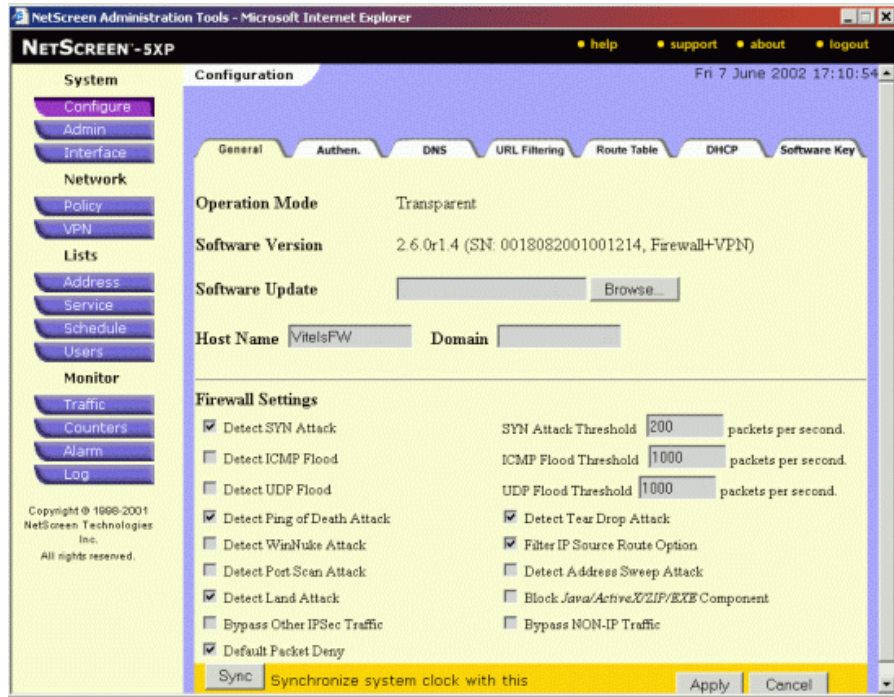 NetScreen Administration Tools - Microsoft Internet Explorer
NETSCREEN-5XP
help support about logout
System
Configure
Admin
Interface
Network
Policy
VPN
Lists
Address
Service
Schedule
Users
Monitor
Traffic
Counters
Alarm
Log
Copyright © 1998-2001
NetScreen Technologies
Inc.
All rights reserved.
Configuration Fri 7 June 2002 17:10:54
General Authen. DNS URL Filtering Route Table DHCP Software Key
Operation Mode Transparent
Software Version 2.6.0r1.4 (SN: 0018082001001214, Firewall+VPN)
Software Update Browse...
Host Name VitelsFW Domain
Firewall Settings
Detect SYN Attack SYN Attack Threshold 200 packets per second.
Detect ICMP Flood ICMP Flood Threshold 1000 packets per second.
Detect UDP Flood UDP Flood Threshold 1000 packets per second.
Detect Ping of Death Attack Detect Tear Drop Attack
Detect WinNuke Attack Filter IP Source Route Option
Detect Port Scan Attack Detect Address Sweep Attack
Detect Land Attack Block Java/ActiveX/ZIP/EXE Component
Bypass Other IPSec Traffic Bypass NON-IP Traffic
Default Packet Deny
Sync Synchronize system clock with this Apply Cancel